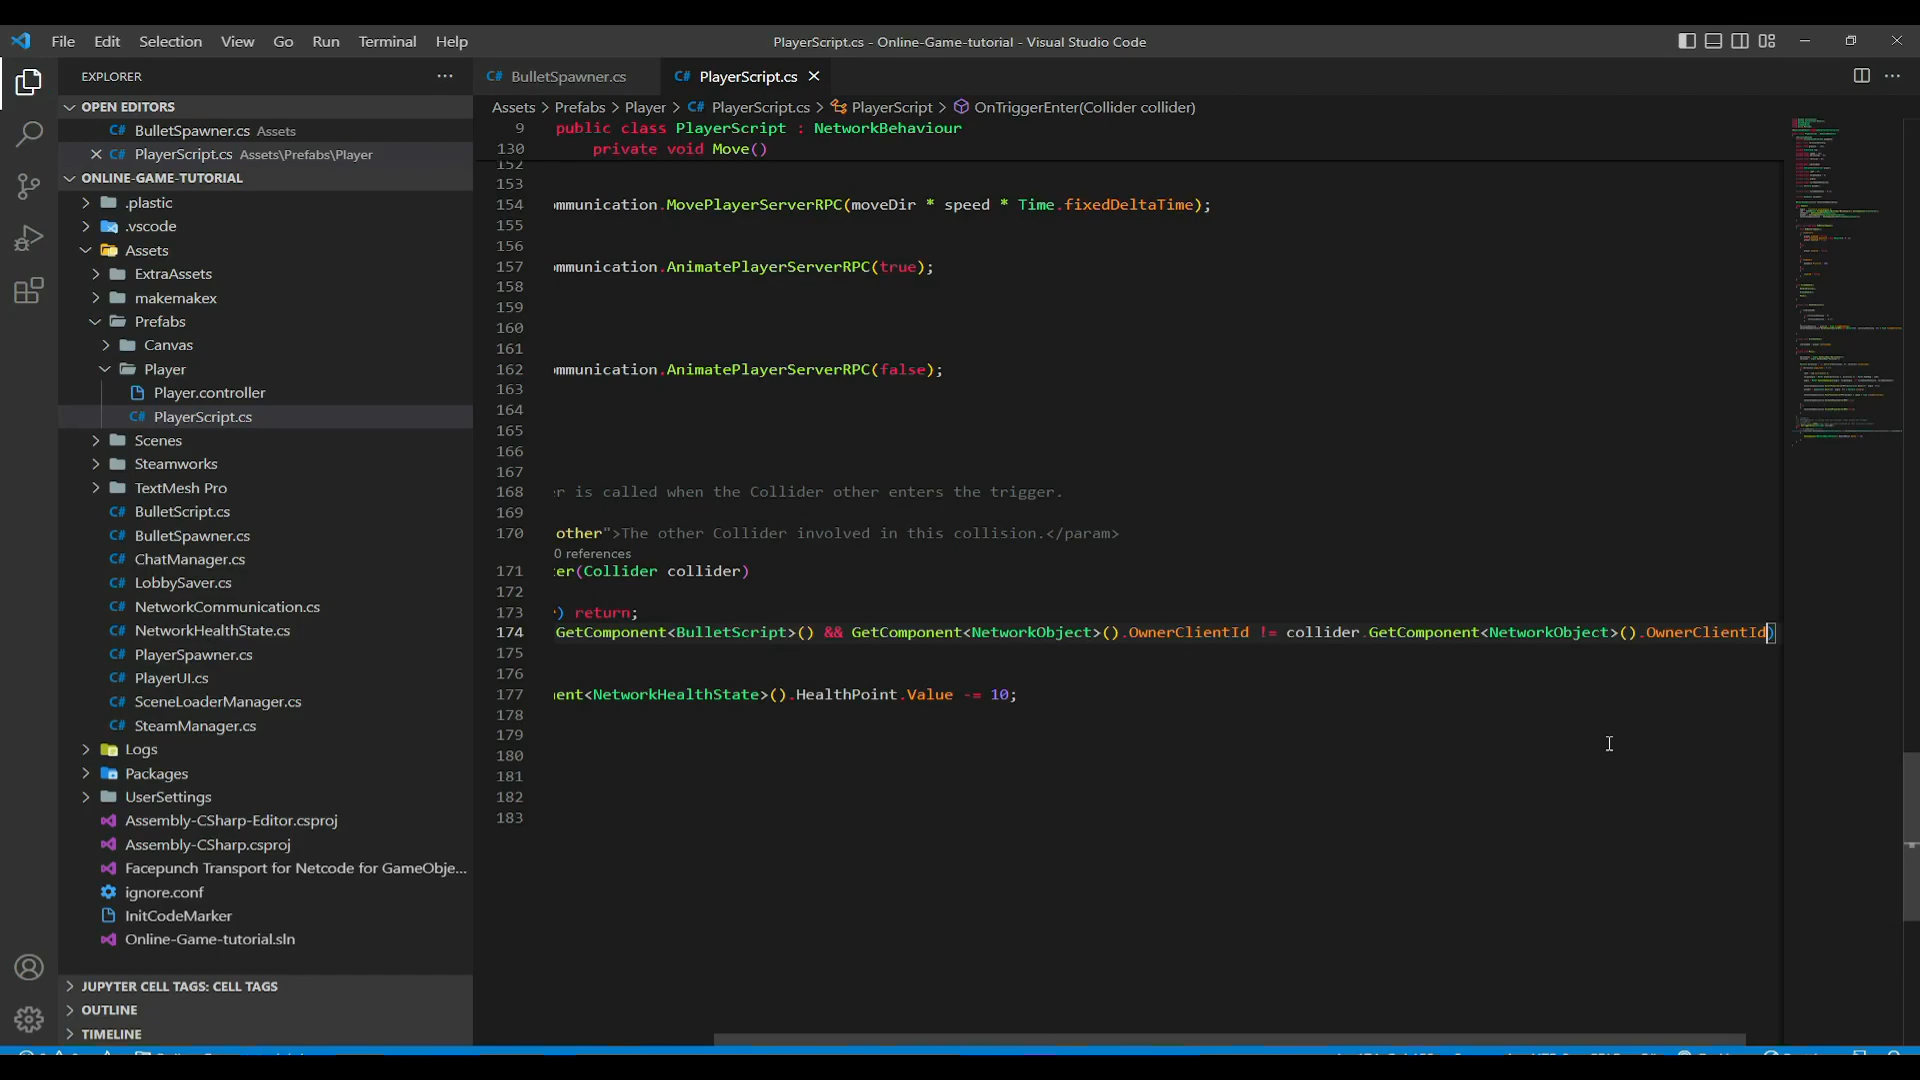 File Edit Selection View Go Run Terminal Help
PlayerScript.cs - Online-Game-tutorial - Visual Studio Code
EXPLORER
OPEN EDITORS
C# BulletSpawner.cs Assets
C# PlayerScript.cs Assets\Prefabs\Player
ONLINE-GAME-TUTORIAL
.plastic
.vscode
Assets
ExtraAssets
makemakex
Prefabs
Canvas
Player
Player.controller
C# PlayerScript.cs
Scenes
Steamworks
TextMesh Pro
C# BulletScript.cs
C# BulletSpawner.cs
C# ChatManager.cs
C# LobbySaver.cs
C# NetworkCommunication.cs
C# NetworkHealthState.cs
C# PlayerSpawner.cs
C# PlayerUI.cs
C# SceneLoaderManager.cs
C# SteamManager.cs
Logs
Packages
UserSettings
Assembly-CSharp-Editor.csproj
Assembly-CSharp.csproj
Facepunch Transport for Netcode for GameObje...
ignore.conf
InitCodeMarker
Online-Game-tutorial.sln
JUPYTER CELL TAGS: CELL TAGS
OUTLINE
TIMELINE
C# BulletSpawner.cs C# PlayerScript.cs
Assets > Prefabs > Player > C# PlayerScript.cs > PlayerScript > OnTriggerEnter(Collider collider)
9 public class PlayerScript : NetworkBehaviour
130 private void Move()
152
153
154 mmunication.MovePlayerServerRPC(moveDir * speed * Time.fixedDeltaTime);
155
156
157 mmunication.AnimatePlayerServerRPC(true);
158
159
160
161
162 mmunication.AnimatePlayerServerRPC(false);
163
164
165
166
167
168 r is called when the Collider other enters the trigger.
169
170 other">The other Collider involved in this collision.</param>
0 references
171 er(Collider collider)
172
173 ) return;
174 GetComponent<BulletScript>() && GetComponent<NetworkObject>().OwnerClientId != collider.GetComponent<NetworkObject>().OwnerClientId)
175
176
177 ent<NetworkHealthState>().HealthPoint.Value -= 10;
178
179
180
181
182
183